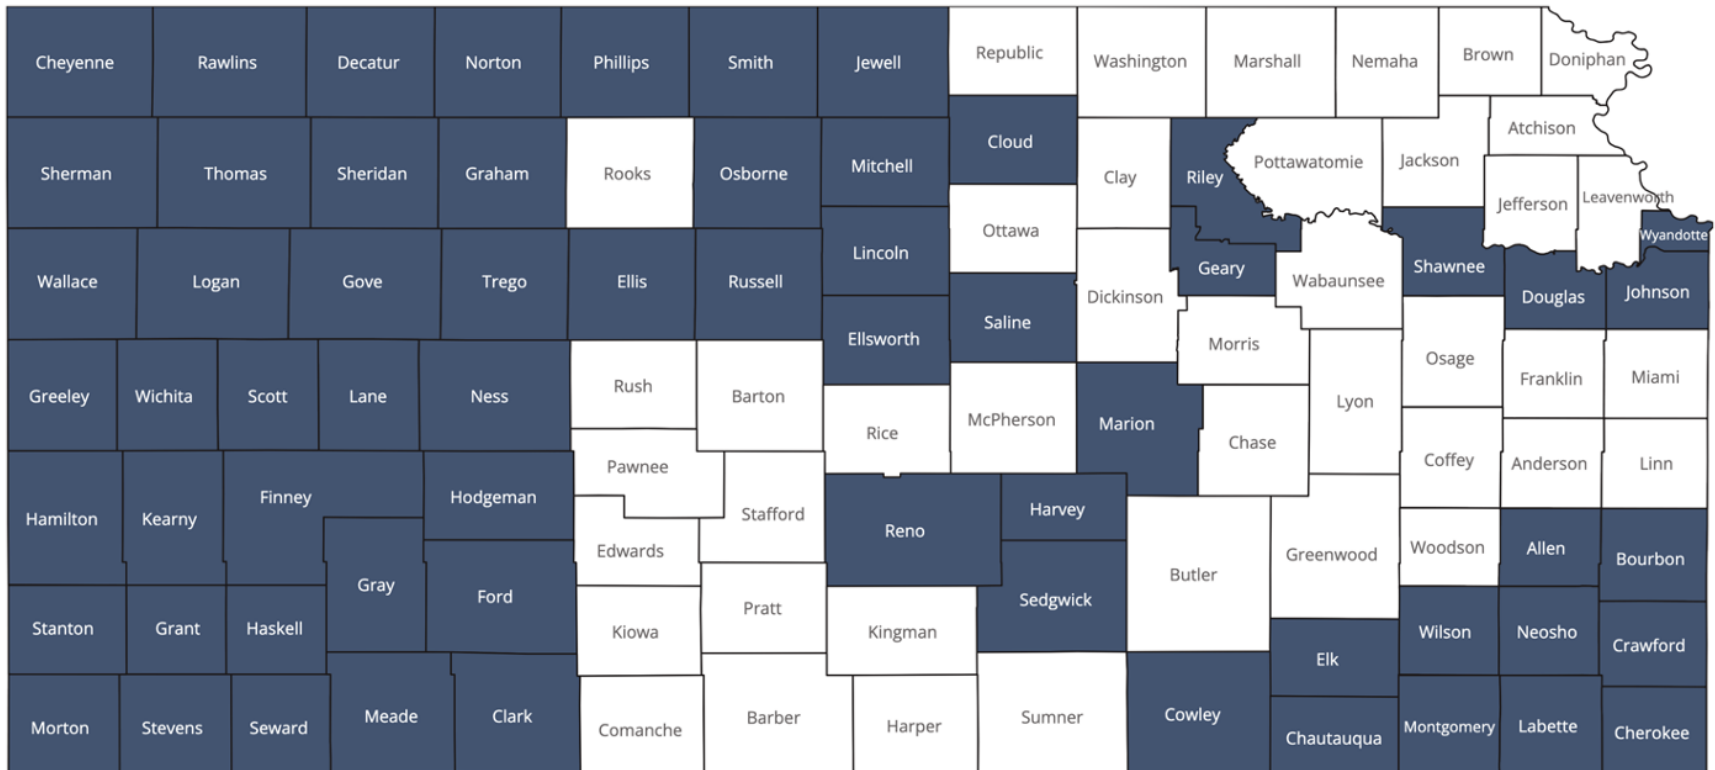 Cheyenne
Rawlins
Decatur
Norton
Phillips
Smith
Jewell
Republic
Washington
Marshall
Nemaha
Brown
Doniphan
Sherman
Thomas
Sheridan
Graham
Rooks
Osborne
Mitchell
Cloud
Clay
Riley
Pottawatomie
Jackson
Atchison
Jefferson
Leavenworth
Wyandotte
Wallace
Logan
Gove
Trego
Ellis
Russell
Lincoln
Ottawa
Dickinson
Geary
Wabaunsee
Shawnee
Douglas
Johnson
Ellsworth
Saline
Morris
Osage
Franklin
Miami
Greeley
Wichita
Scott
Lane
Ness
Rush
Barton
Rice
McPherson
Marion
Chase
Lyon
Coffey
Anderson
Linn
Hamilton
Kearny
Finney
Hodgeman
Pawnee
Stafford
Edwards
Reno
Harvey
Butler
Greenwood
Woodson
Allen
Bourbon
Gray
Ford
Stanton
Grant
Haskell
Kiowa
Pratt
Kingman
Sedgwick
Elk
Wilson
Neosho
Crawford
Morton
Stevens
Seward
Meade
Clark
Comanche
Barber
Harper
Sumner
Cowley
Chautauqua
Montgomery
Labette
Cherokee